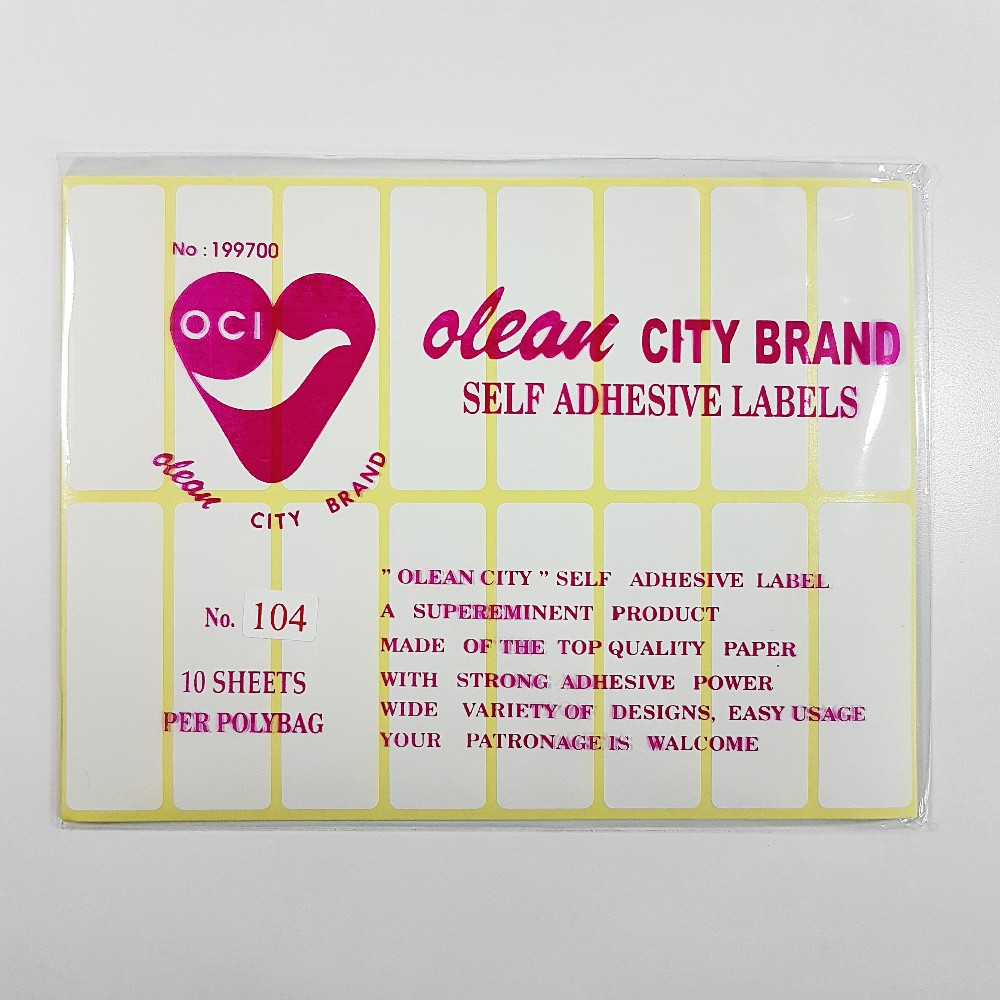 No : 199700
OCI
olean CITY BRAND
olean CITY BRAND
SELF ADHESIVE LABELS
No. 104
10 SHEETS
PER POLYBAG
" OLEAN CITY " SELF ADHESIVE LABEL
A SUPEREMINENT PRODUCT
MADE OF THE TOP QUALITY PAPER
WITH STRONG ADHESIVE POWER
WIDE VARIETY OF DESIGNS, EASY USAGE
YOUR PATRONAGE IS WALCOME